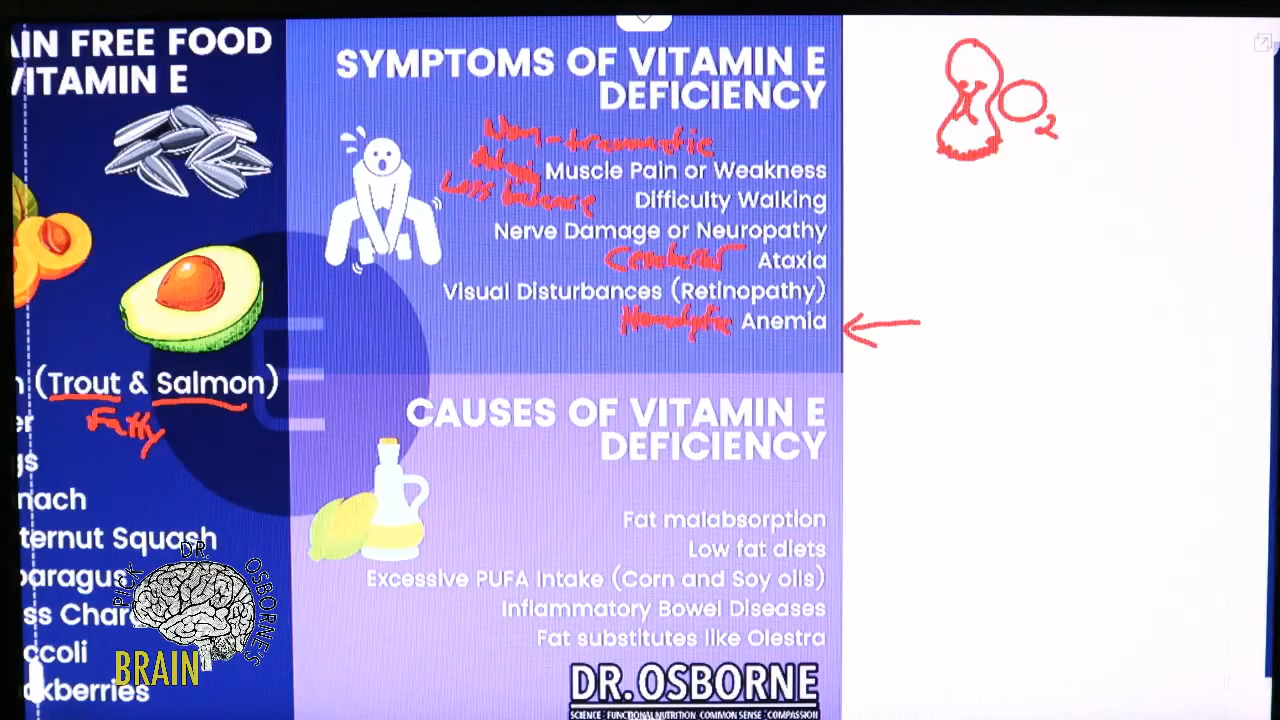 AIN FREE FOOD
VITAMIN E
(Trout & Salmon)
Fatty
er
gs
nach
ternut Squash
paragus
ss Char
ccoli
ckberries
PICK DR. OSBORNE'S
BRAIN
SYMPTOMS OF VITAMIN E
DEFICIENCY
Non-traumatic
Muscle Pain or Weakness
Loss balance Difficulty Walking
Nerve Damage or Neuropathy
Ataxia
Visual Disturbances (Retinopathy)
Hemolytic Anemia
CAUSES OF VITAMIN E
DEFICIENCY
Fat malabsorption
Low fat diets
Excessive PUFA Intake (Corn and Soy oils)
Inflammatory Bowel Diseases
Fat substitutes like Olestra
DR. OSBORNE
SCIENCE FUNCTIONAL NUTRITION COMMON SENSE COMPASSION
O2